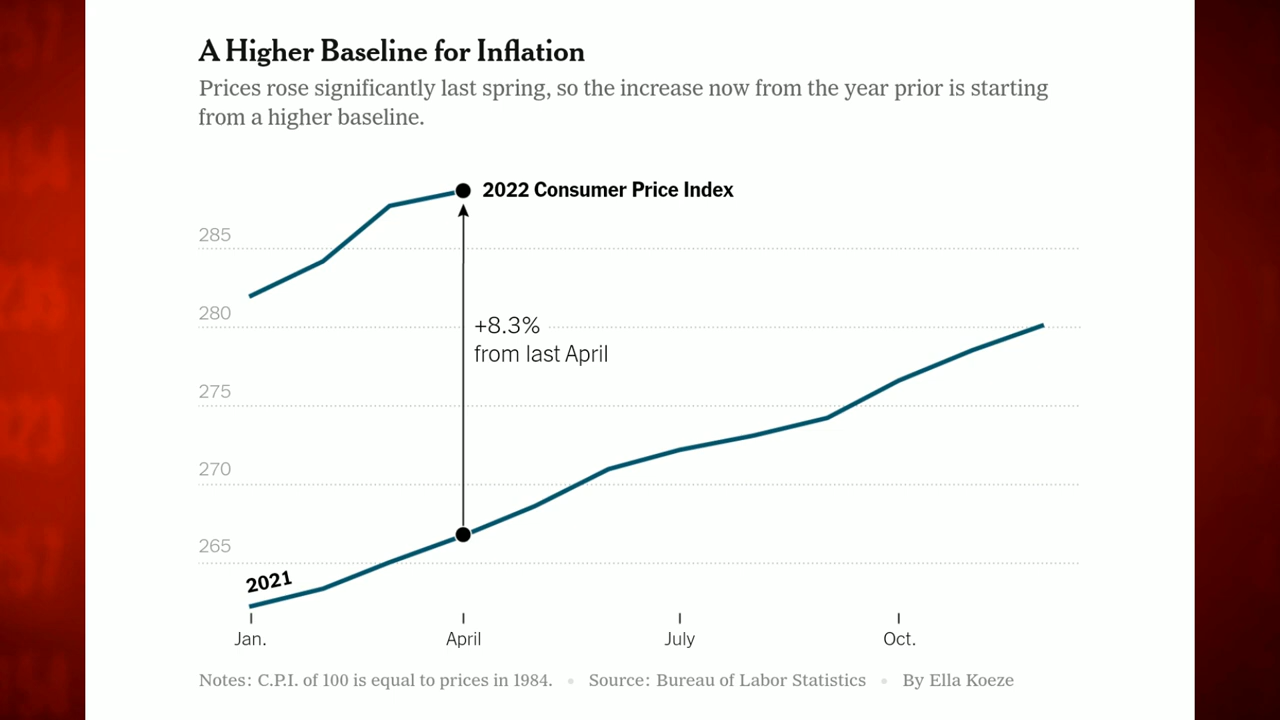 A Higher Baseline for Inflation
Prices rose significantly last spring, so the increase now from the year prior is starting
from a higher baseline.
2022 Consumer Price Index
285
280
+8.3%
from last April
275
270
265
2021
Jan.
April
July
Oct.
Notes: C.P.I. of 100 is equal to prices in 1984. • Source: Bureau of Labor Statistics • By Ella Koeze